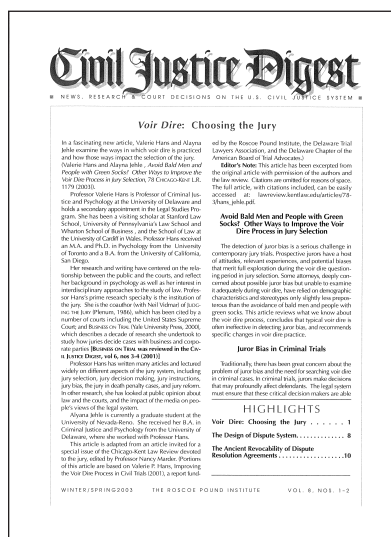 Civil Justice Digest
NEWS, RESEARCH & COURT DECISIONS ON THE U.S. CIVIL JUSTICE SYSTEM
Voir Dire: Choosing the Jury
In a fascinating new article, Valerie Hans and Alayna
Jehle examine the ways in which voir dire is practiced
and how those ways impact the selection of the jury.
(Valerie Hans and Alayna Jehle, Avoid Bald Men and
People with Green Socks! Other Ways to Improve the
Voir Dire Process in Jury Selection, 78 CHICAGO-KENT L.R.
1179 (2003)).
Professor Valerie Hans is Professor of Criminal Jus-
tice and Psychology at the University of Delaware and
holds a secondary appointment in the Legal Studies Pro-
gram. She has been a visiting scholar at Stanford Law
School, University of Pennsylvania's Law School and
Wharton School of Business, and the School of Law at
the University of Cardiff in Wales. Professor Hans received
an M.A. and Ph.D. in Psychology from the University
of Toronto and a B.A. from the University of California,
San Diego.
Her research and writing have centered on the rela-
tionship between the public and the courts, and reflect
her background in psychology as well as her interest in
interdisciplinary approaches to the study of law. Profes-
sor Hans's prime research specialty is the institution of
the jury. She is the coauthor (with Neil Vidmar) of JUDG-
ING THE JURY (Plenum, 1986), which has been cited by a
number of courts including the United States Supreme
Court; and BUSINESS ON TRIAL (Yale University Press, 2000),
which describes a decade of research she undertook to
study how juries decide cases with business and corpo-
rate parties [BUSINESS ON TRIAL was reviewed in the CIV-
IL JUSTICE DIGEST, vol 6, nos 3-4 (2001)]
Professor Hans has written many articles and lectured
widely on different aspects of the jury system, including
jury selection, jury decision making, jury instructions,
jury bias, the jury in death penalty cases, and jury reform.
In other research, she has looked at public opinion about
law and the courts, and the impact of the media on peo-
ple's views of the legal system.
Alyana Jehle is currently a graduate student at the
University of Nevada-Reno. She received her B.A. in
Criminal Justice and Psychology from the University of
Delaware, where she worked with Professor Hans.
This article is adapted from an article invited for a
special issue of the Chicago-Kent Law Review devoted
to the jury, edited by Professor Nancy Marder. (Portions
of this article are based on Valerie P. Hans, Improving
the Voir Dire Process in Civil Trials (2001), a report fund-
ed by the Roscoe Pound Institute, the Delaware Trial
Lawyers Association, and the Delaware Chapter of the
American Board of Trial Advocates.)
Editor's Note: This article has been excerpted from
the original article with permission of the authors and
the law review. Citations are omitted for reasons of space.
The full article, with citations included, can be easily
accessed at: lawreview.kentlaw.edu/articles/78-
3/hans_jehle.pdf.
Avoid Bald Men and People with Green
Socks! Other Ways to Improve the Voir
Dire Process in Jury Selection
The detection of juror bias is a serious challenge in
contemporary jury trials. Prospective jurors have a host
of attitudes, relevant experiences, and potential biases
that merit full exploration during the voir dire question-
ing period in jury selection. Some attorneys, deeply con-
cerned about possible juror bias but unable to examine
it adequately during voir dire, have relied on demographic
characteristics and stereotypes only slightly less prepos-
terous than the avoidance of bald men and people with
green socks. This article reviews what we know about
the voir dire process, concludes that typical voir dire is
often ineffective in detecting juror bias, and recommends
specific changes in voir dire practice.
Juror Bias in Criminal Trials
Traditionally, there has been great concern about the
problem of juror bias and the need for searching voir dire
in criminal cases. In criminal trials, jurors make decisions
that may profoundly affect defendants. The legal system
must ensure that these critical decision makers are able
HIGHLIGHTS
Voir Dire: Choosing the Jury . . . . . . 1
The Design of Dispute System. . . . . . . . . . . . . . 8
The Ancient Revocability of Dispute
Resolution Agreements . . . . . . . . . . . . . . . . . .10
WINTER/SPRING 2003 THE ROSCOE POUND INSTITUTE VOL. 8, NOS. 1-2